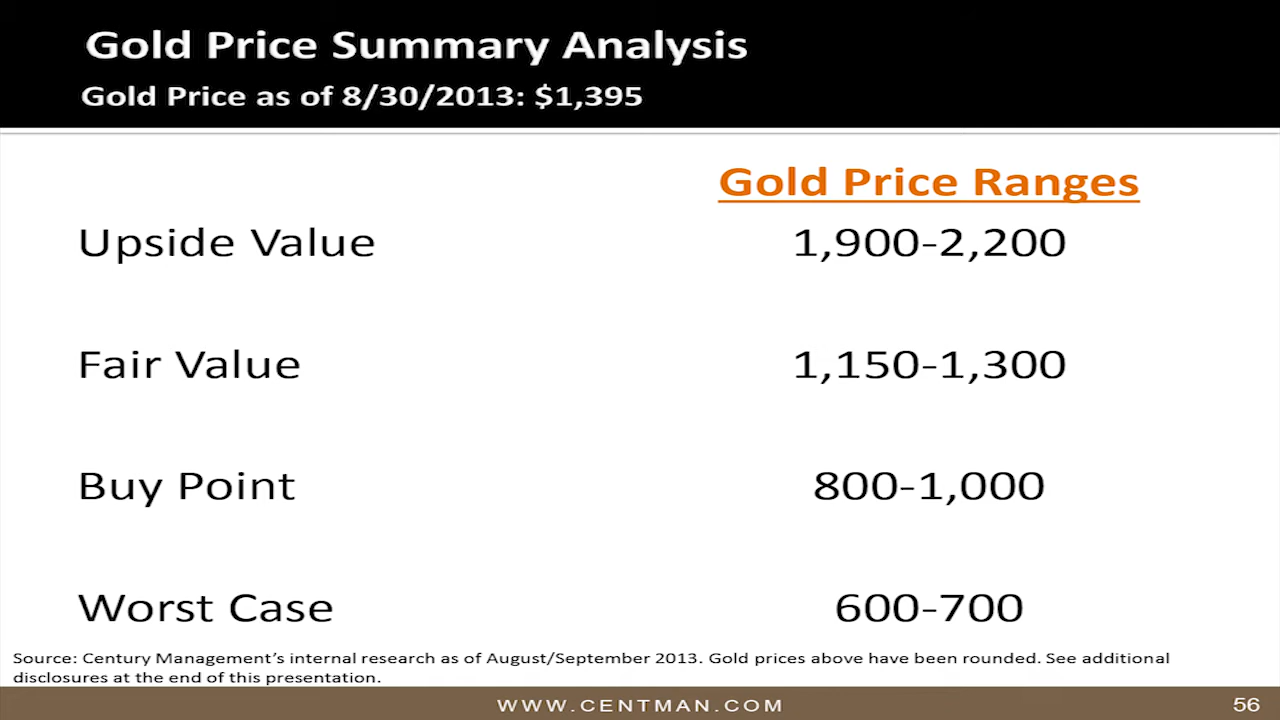 Gold Price Summary Analysis
Gold Price as of 8/30/2013: $1,395
Gold Price Ranges
Upside Value 1,900-2,200
Fair Value 1,150-1,300
Buy Point 800-1,000
Worst Case 600-700
Source: Century Management’s internal research as of August/September 2013. Gold prices above have been rounded. See additional
disclosures at the end of this presentation.
WWW.CENTMAN.COM 56